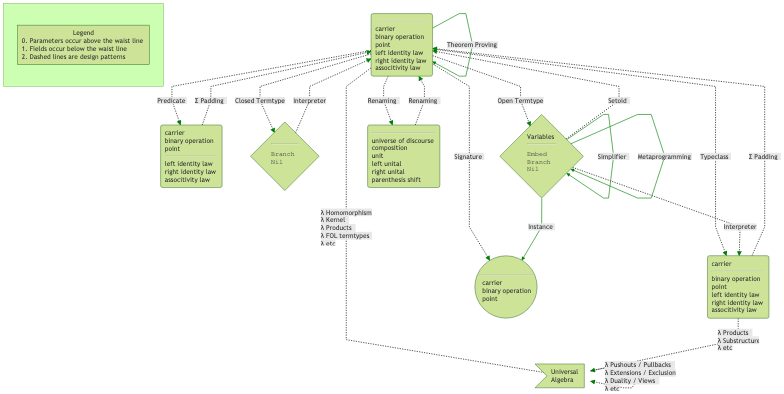 Legend
0. Parameters occur above the waist line
1. Fields occur below the waist line
2. Dashed lines are design patterns
carrier
binary operation
point
left identity law
right identity law
associtivity law
Theorem Proving
Predicate
Σ Padding
Closed Termtype
Interpreter
Renaming
Renaming
Open Termtype
Setoid
carrier
binary operation
point
left identity law
right identity law
associtivity law
Branch
Nil
universe of discourse
composition
unit
left unital
right unital
parenthesis shift
Variables
Embed
Branch
Nil
Signature
Simplifier
Metaprogramming
Typeclass
Σ Padding
λ Homomorphism
λ Kernel
λ Products
λ FOL termtypes
λ etc
Instance
Interpreter
carrier
binary operation
point
carrier
binary operation
point
left identity law
right identity law
associtivity law
λ Products
λ Substructure
λ etc
Universal
Algebra
λ Pushouts / Pullbacks
λ Extensions / Exclusion
λ Duality / Views
λ etc